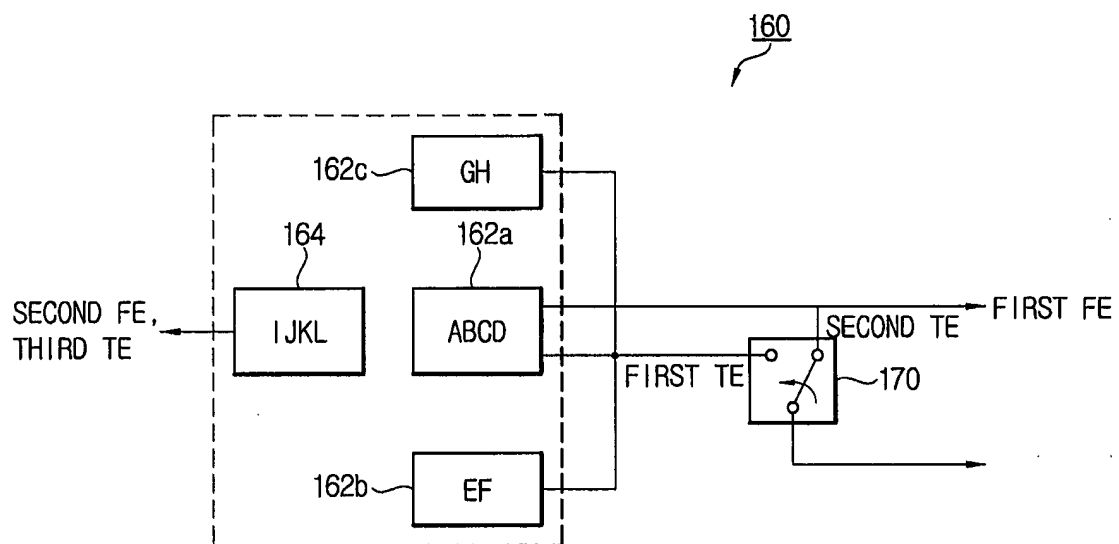 160
162c
GH
164
162a
SECOND FE,
THIRD TE
IJKL
ABCD
FIRST FE
SECOND TE
FIRST TE
170
162b
EF